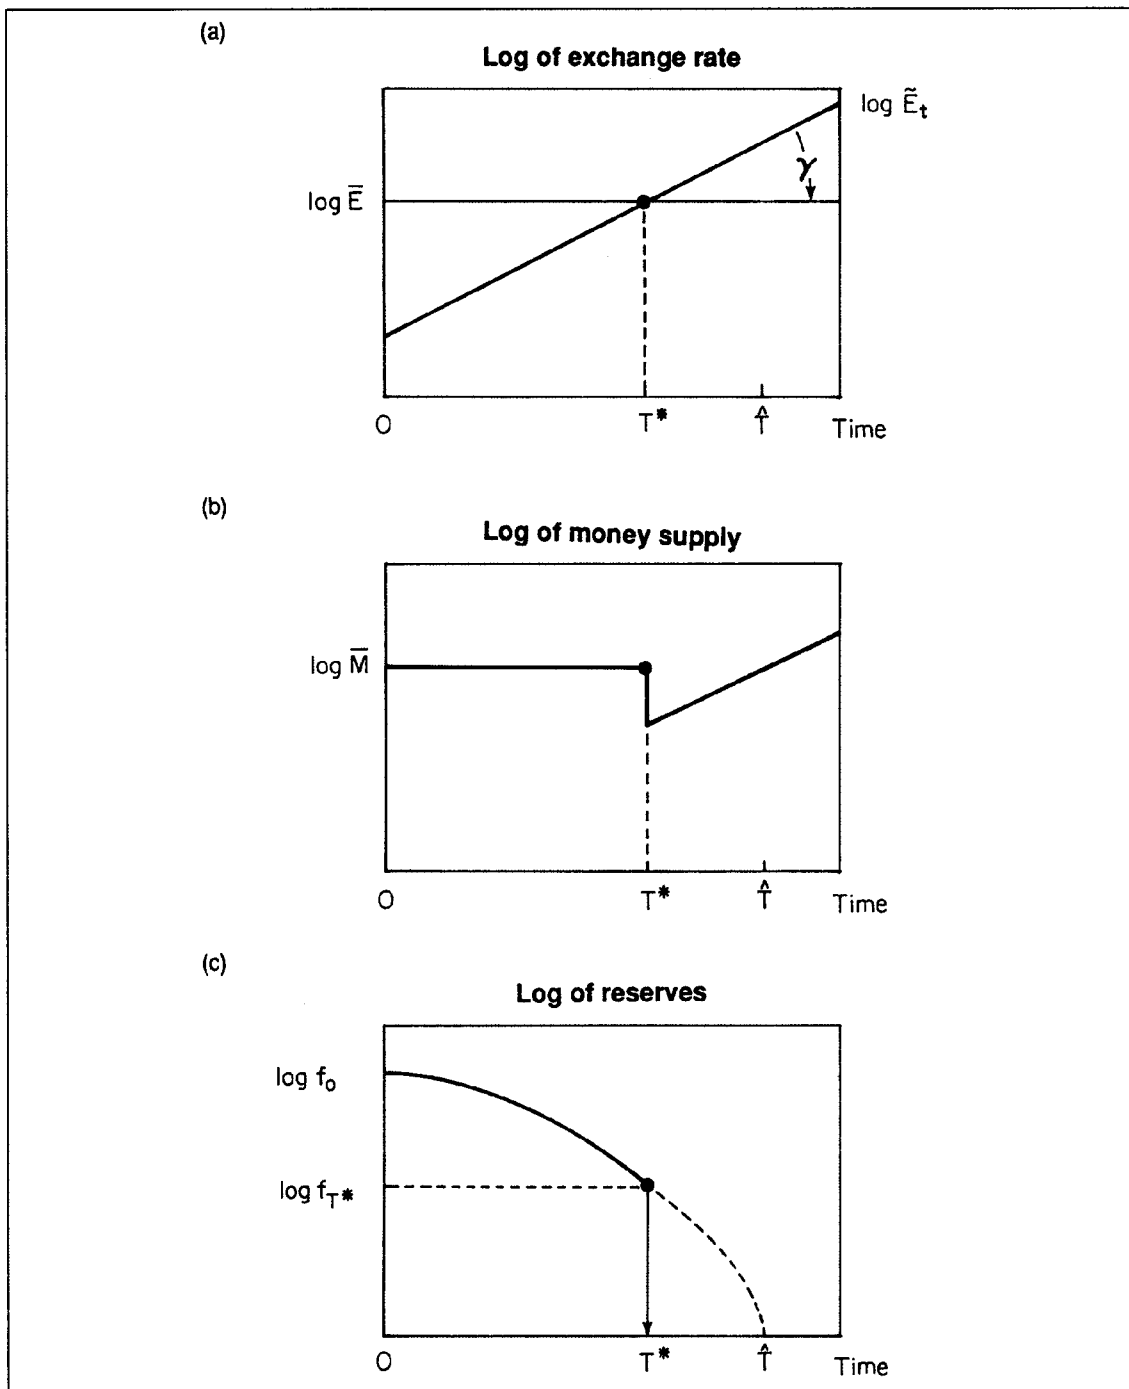 (a)
Log of exchange rate
log Ẽₜ
γ
log E̅
O T* T̂ Time
(b)
Log of money supply
log M̅
O T* T̂ Time
(c)
Log of reserves
log f₀
log f_T*
O T* T̂ Time